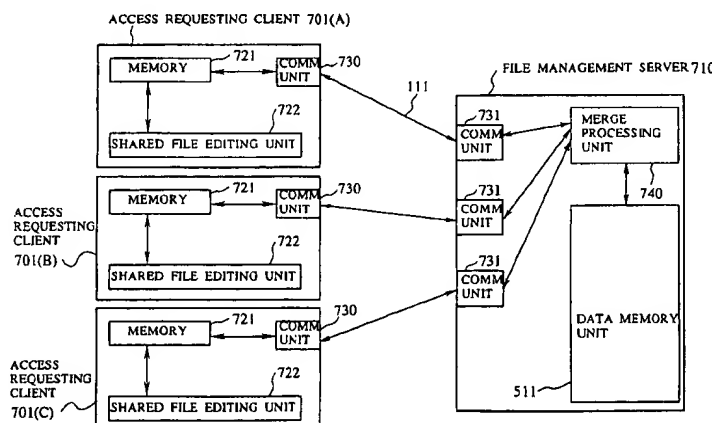 ACCESS REQUESTING CLIENT 701(A)
MEMORY
721
COMM
UNIT
730
722
SHARED FILE EDITING UNIT
111
ACCESS
REQUESTING
CLIENT
701(B)
MEMORY
721
COMM
UNIT
730
722
SHARED FILE EDITING UNIT
ACCESS
REQUESTING
CLIENT
701(C)
MEMORY
721
COMM
UNIT
730
722
SHARED FILE EDITING UNIT
FILE MANAGEMENT SERVER 710
731
COMM
UNIT
731
COMM
UNIT
731
COMM
UNIT
MERGE
PROCESSING
UNIT
740
DATA MEMORY
UNIT
511